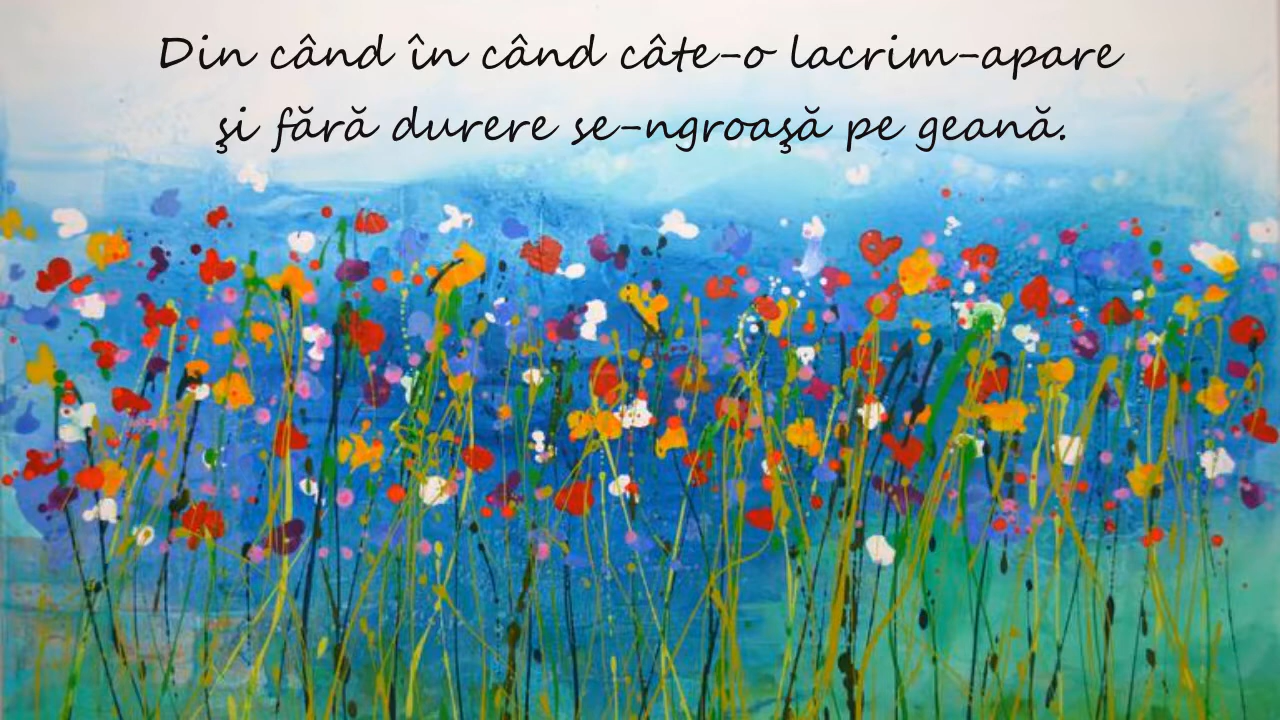 Din când în când câte-o lacrim-apare
şi fără durere se-ngroaşă pe geană.